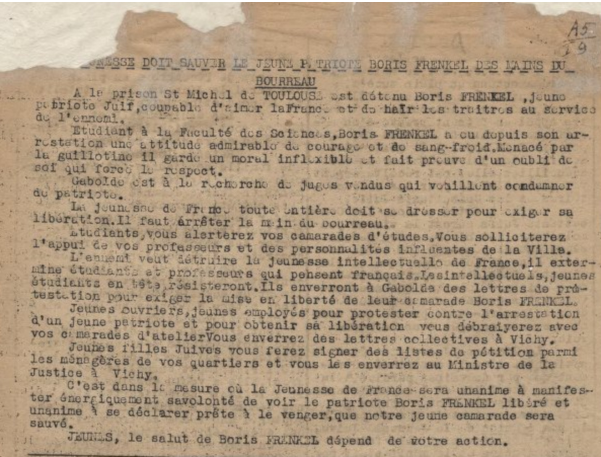 A5
19
JEUNESSE DOIT SAUVER LE JEUNE PATRIOTE BORIS FRENKEL DES MAINS DU
BOURREAU
A la prison St Michel de TOULOUSE est détenu Boris FRENKEL ,jeune
patriote Juif,coupable d'aimer laFrance et de haïr les traitres au service
de l'ennemi.
Etudiant à la Faculté des Sciences,Boris FRENKEL a eu depuis son ar-
restation une attitude admirable de courage et de sang-froid.Menacé par
la guillotine il garde un moral inflexible et fait preuve d'un oubli de
soi qui force le respect.
Gabolde est à la recherche de juges vendus qui veuillent condamner
ce patriote.
La jeunesse de France toute entière doit se dresser pour exiger sa
libération.Il faut arrêter la main du bourreau.
Etudiants,vous alerterez vos camarades d'études.Vous solliciterez
l'appui de vos professeurs et des personnalités influentes de la Ville.
L'ennemi veut détruire la jeunesse intellectuelle de France,il exter-
mine étudiants et professeurs qui pensent français.Lesintellectuels,jeunes
étudiants en tête,résisteront.Ils enverront à Gabolde des lettres de pro-
testation pour exiger la mise en liberté de leur camarade Boris FRENKEL.
Jeunes ouvriers,jeunes employés pour protester contre l'arrestation
d'un jeune patriote et pour obtenir sa libération vous débraierez avec
vos camarades d'atelierVous enverrez des lettres collectives à Vichy.
Jeunes filles Juives vous ferez signer des listes de pétition parmi
les ménagères de vos quartiers et vous les enverrez au Ministre de la
Justice à Vichy.
C'est dans la mesure où la Jeunesse de France sera unanime à manifes-
ter énergiquement savolonté de voir le patriote Boris FRENKEL libéré et
unanime à se déclarer prête à le venger,que notre jeune camarade sera
sauvé.
JEUNES, le salut de Boris FRENKEL dépend de votre action.